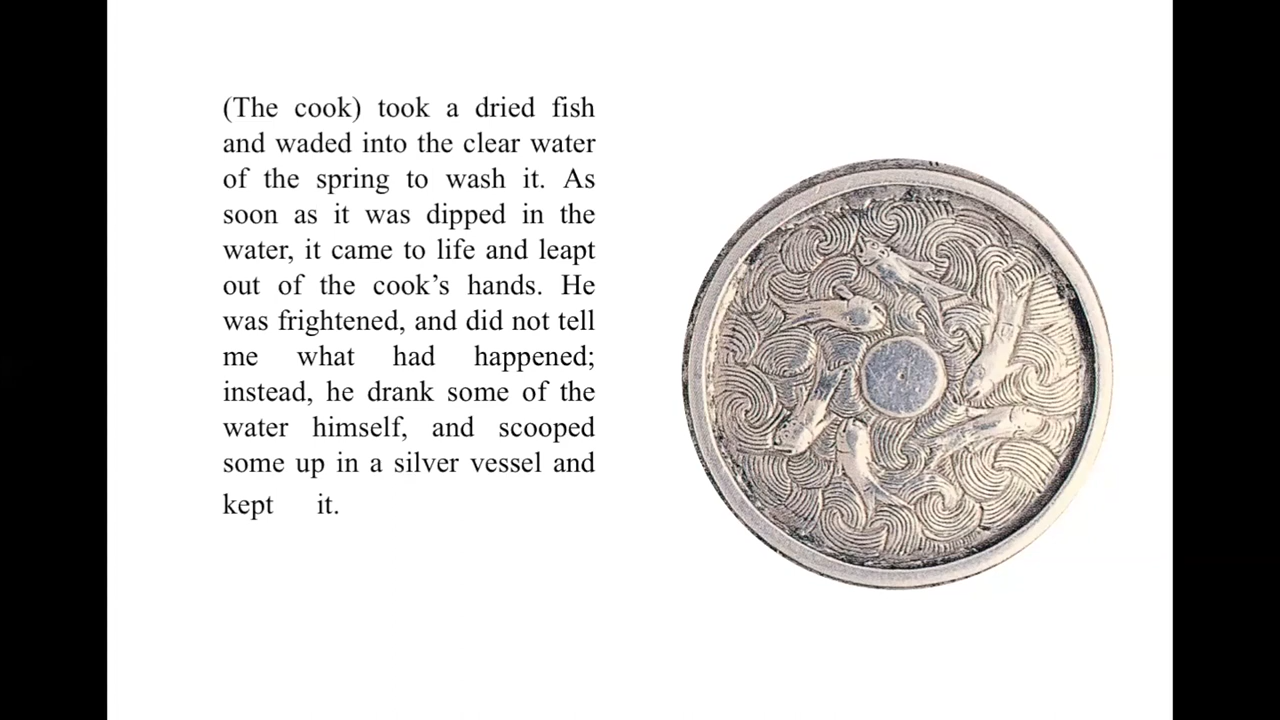 (The cook) took a dried fish
and waded into the clear water
of the spring to wash it. As
soon as it was dipped in the
water, it came to life and leapt
out of the cook’s hands. He
was frightened, and did not tell
me what had happened;
instead, he drank some of the
water himself, and scooped
some up in a silver vessel and
kept it.